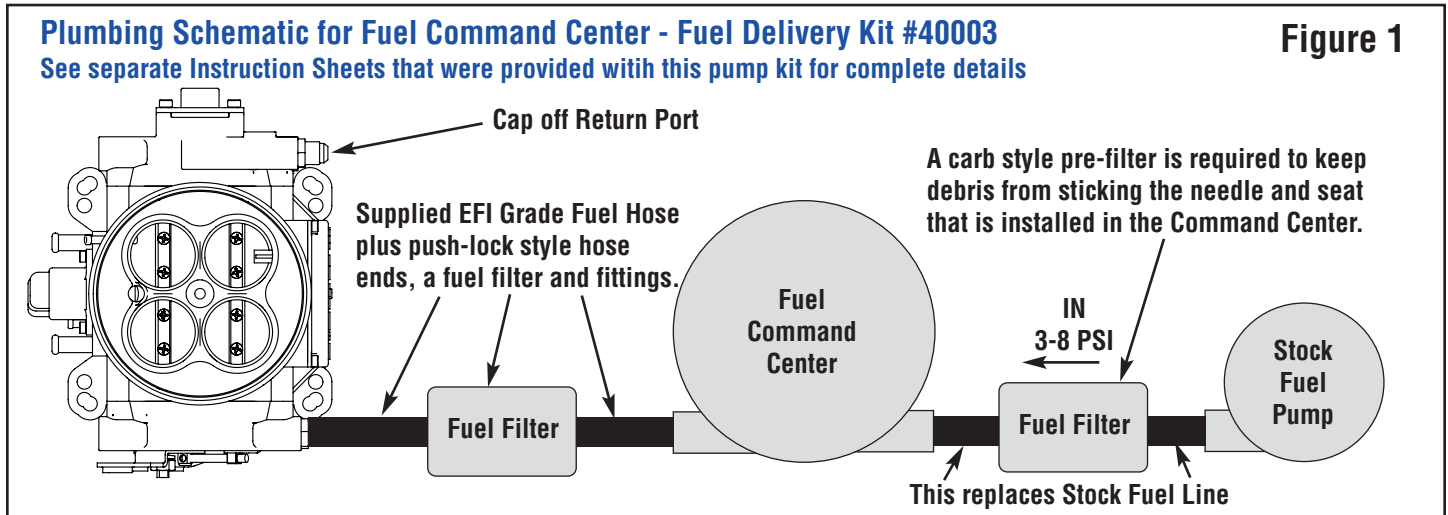 Plumbing Schematic for Fuel Command Center - Fuel Delivery Kit #40003
See separate Instruction Sheets that were provided witih this pump kit for complete details
Figure 1
Cap off Return Port
Supplied EFI Grade Fuel Hose
plus push-lock style hose
ends, a fuel filter and fittings.
A carb style pre-filter is required to keep
debris from sticking the needle and seat
that is installed in the Command Center.
Fuel
Command
Center
IN
3-8 PSI
Stock
Fuel
Pump
Fuel Filter
Fuel Filter
This replaces Stock Fuel Line